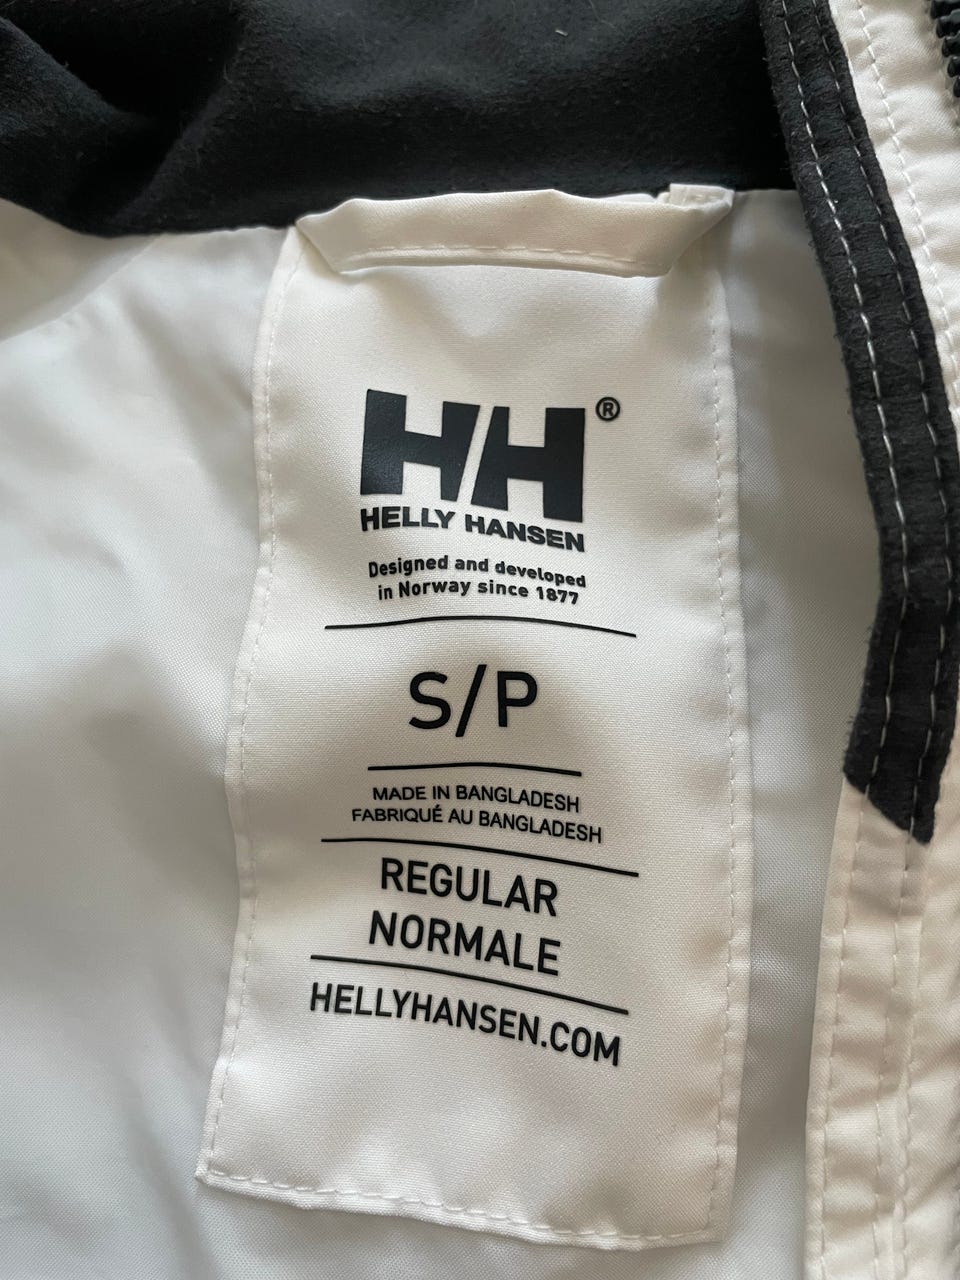 HH®
HELLY HANSEN
Designed and developed
in Norway since 1877
S/P
MADE IN BANGLADESH
FABRIQUÉ AU BANGLADESH
REGULAR
NORMALE
HELLYHANSEN.COM